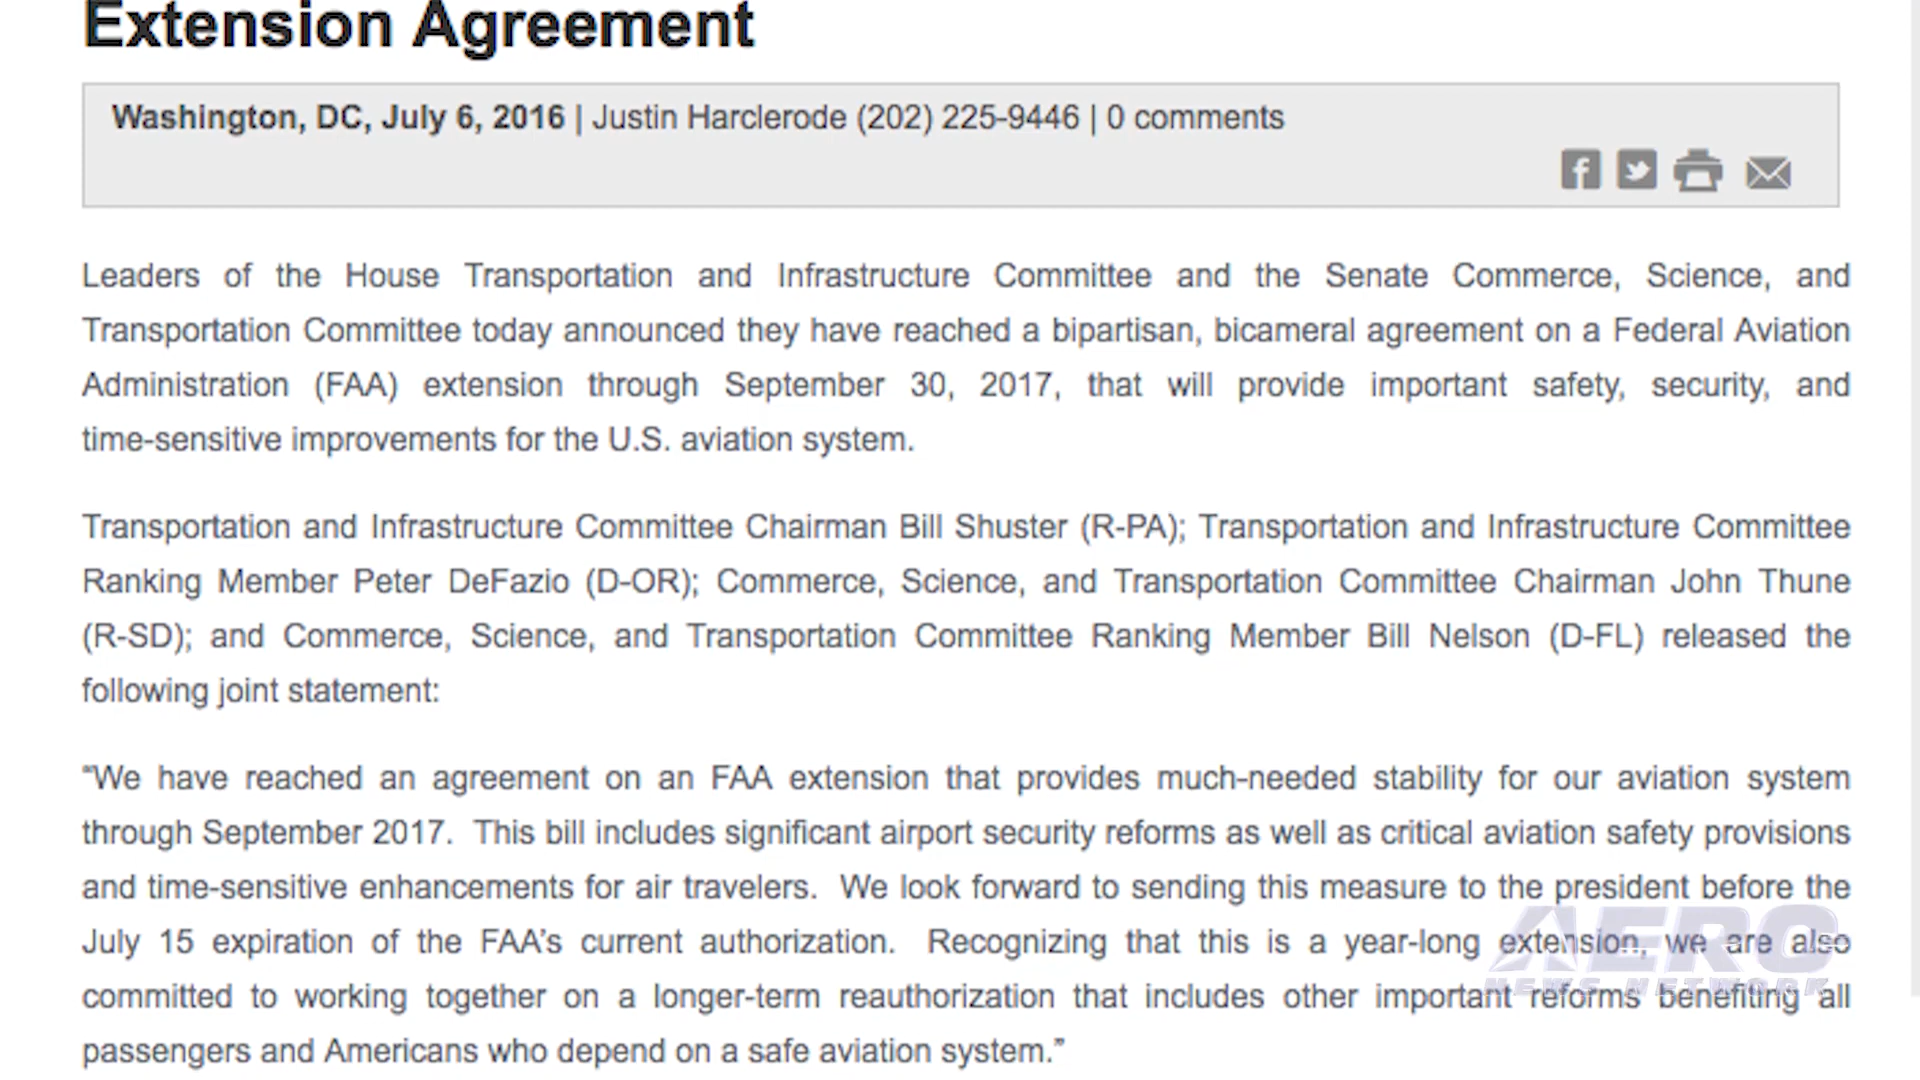 Extension Agreement
Washington, DC, July 6, 2016 | Justin Harclerode (202) 225-9446 | 0 comments
Leaders of the House Transportation and Infrastructure Committee and the Senate Commerce, Science, and
Transportation Committee today announced they have reached a bipartisan, bicameral agreement on a Federal Aviation
Administration (FAA) extension through September 30, 2017, that will provide important safety, security, and
time-sensitive improvements for the U.S. aviation system.
Transportation and Infrastructure Committee Chairman Bill Shuster (R-PA); Transportation and Infrastructure Committee
Ranking Member Peter DeFazio (D-OR); Commerce, Science, and Transportation Committee Chairman John Thune
(R-SD); and Commerce, Science, and Transportation Committee Ranking Member Bill Nelson (D-FL) released the
following joint statement:
“We have reached an agreement on an FAA extension that provides much-needed stability for our aviation system
through September 2017.  This bill includes significant airport security reforms as well as critical aviation safety provisions
and time-sensitive enhancements for air travelers.  We look forward to sending this measure to the president before the
July 15 expiration of the FAA’s current authorization.  Recognizing that this is a year-long extension, we are also
committed to working together on a longer-term reauthorization that includes other important reforms benefiting all
passengers and Americans who depend on a safe aviation system.”
AERO
NEWS NETWORK